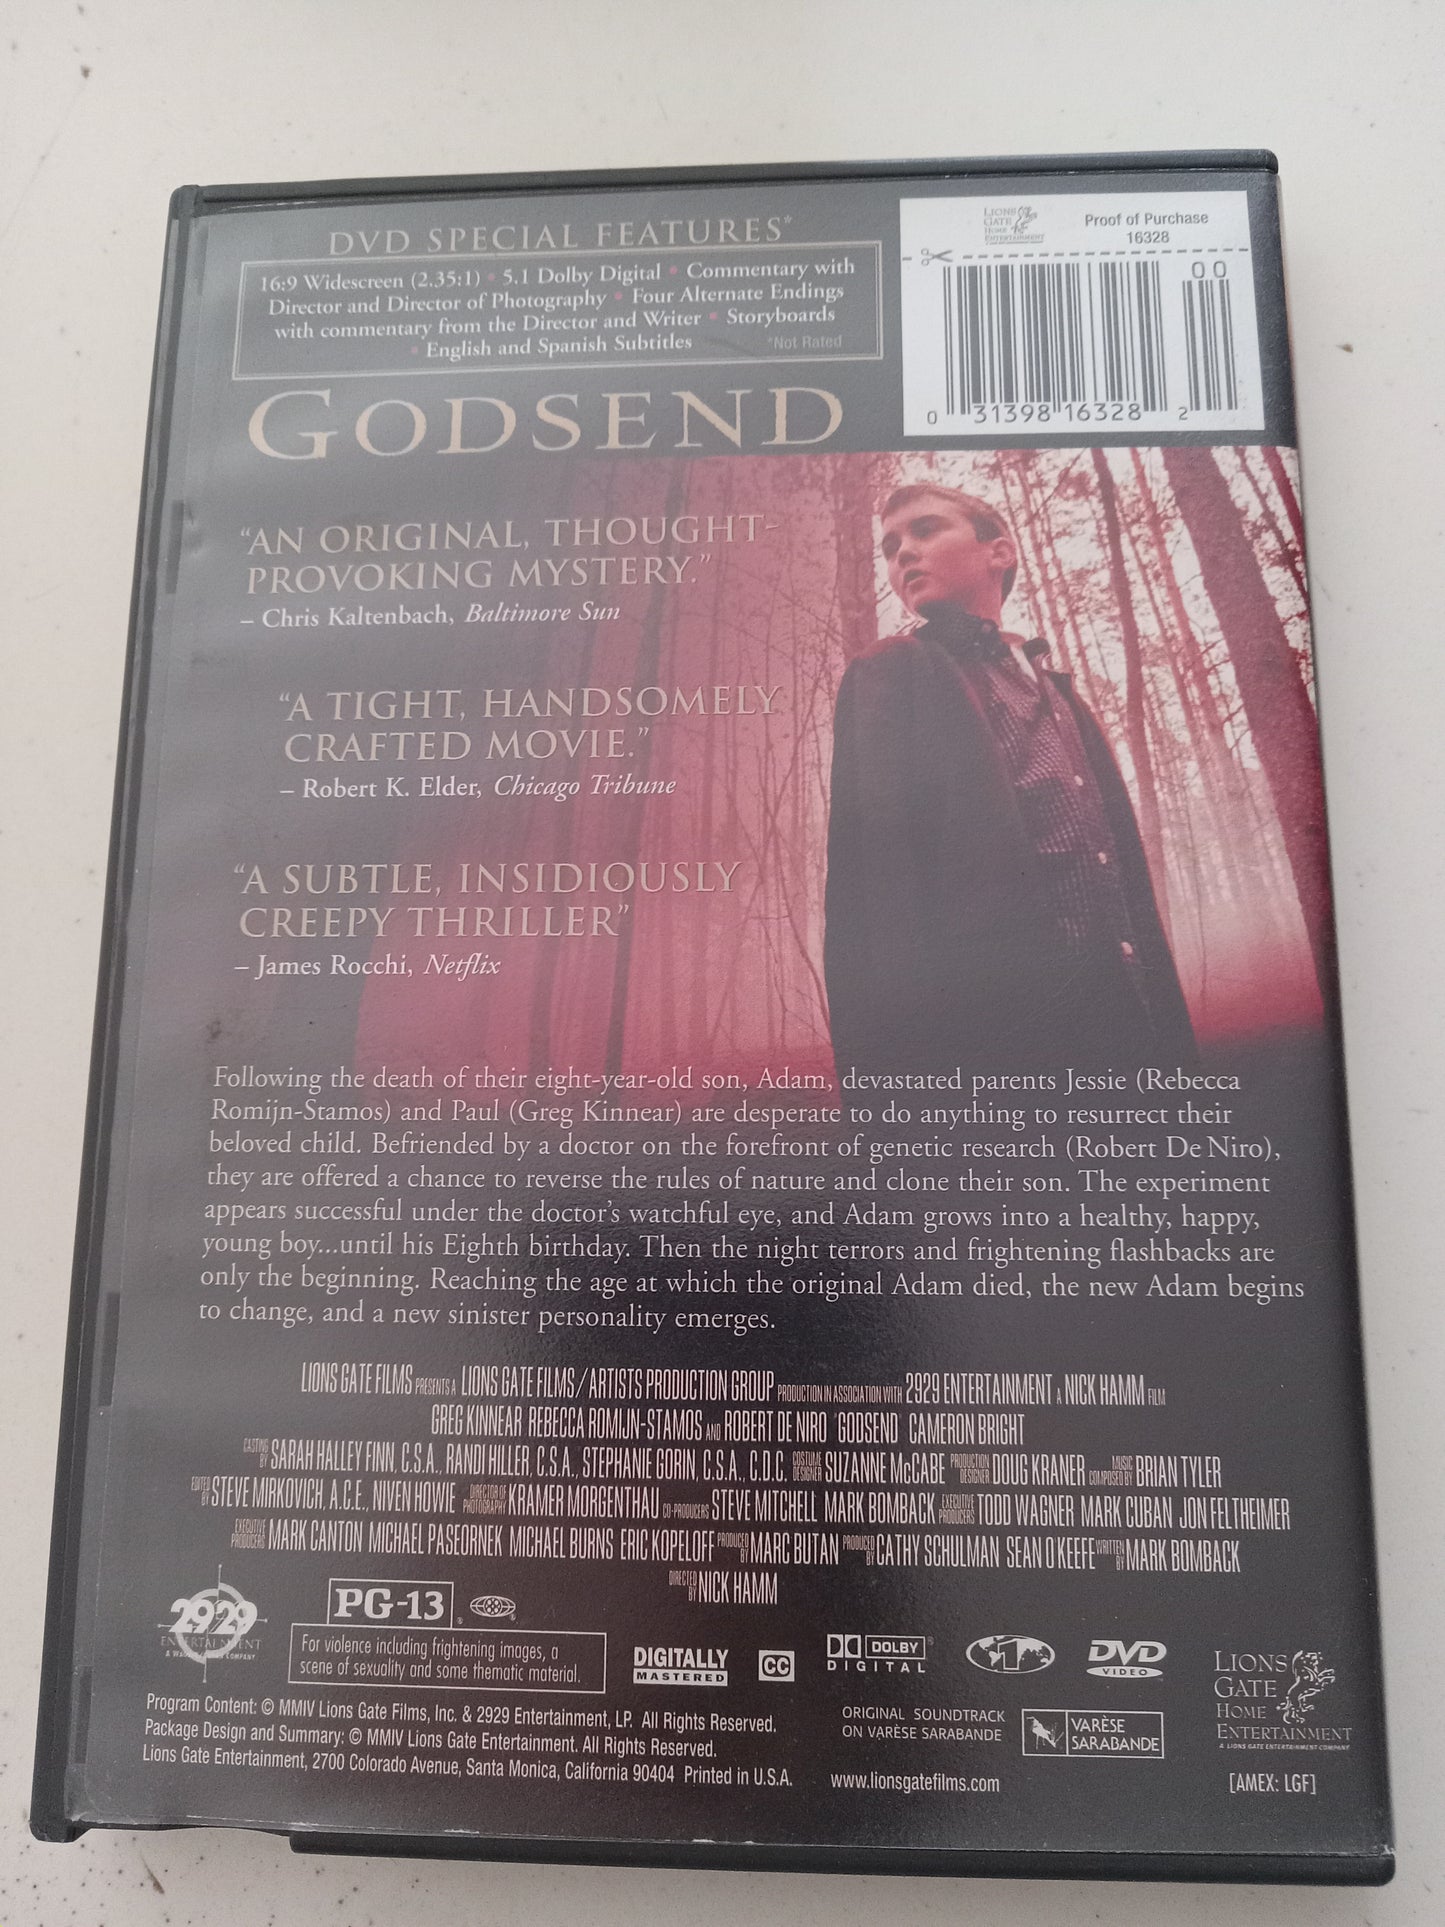 DVD SPECIAL FEATURES*
16:9 Widescreen (2.35:1) • 5.1 Dolby Digital • Commentary with
Director and Director of Photography • Four Alternate Endings
with commentary from the Director and Writer • Storyboards
• English and Spanish Subtitles *Not Rated
LIONS GATE HOME ENTERTAINMENT
Proof of Purchase
16328
00
0 31398 16328 2
GODSEND
“AN ORIGINAL, THOUGHT-
PROVOKING MYSTERY.”
– Chris Kaltenbach, Baltimore Sun
“A TIGHT, HANDSOMELY
CRAFTED MOVIE.”
– Robert K. Elder, Chicago Tribune
“A SUBTLE, INSIDIOUSLY
CREEPY THRILLER”
– James Rocchi, Netflix
Following the death of their eight-year-old son, Adam, devastated parents Jessie (Rebecca
Romijn-Stamos) and Paul (Greg Kinnear) are desperate to do anything to resurrect their
beloved child. Befriended by a doctor on the forefront of genetic research (Robert De Niro),
they are offered a chance to reverse the rules of nature and clone their son. The experiment
appears successful under the doctor’s watchful eye, and Adam grows into a healthy, happy,
young boy...until his Eighth birthday. Then the night terrors and frightening flashbacks are
only the beginning. Reaching the age at which the original Adam died, the new Adam begins
to change, and a new sinister personality emerges.
LIONS GATE FILMS PRESENTS A LIONS GATE FILMS/ARTISTS PRODUCTION GROUP PRODUCTION IN ASSOCIATION WITH 2929 ENTERTAINMENT A NICK HAMM FILM
GREG KINNEAR REBECCA ROMIJN-STAMOS AND ROBERT DE NIRO "GODSEND" CAMERON BRIGHT
CASTING BY SARAH HALLEY FINN, C.S.A., RANDI HILLER, C.S.A., STEPHANIE GORIN, C.S.A., C.D.C. COSTUME DESIGNER SUZANNE McCABE PRODUCTION DESIGNER DOUG KRANER MUSIC COMPOSED BY BRIAN TYLER
EDITED BY STEVE MIRKOVICH, A.C.E., NIVEN HOWIE DIRECTOR OF PHOTOGRAPHY KRAMER MORGENTHAU CO-PRODUCERS STEVE MITCHELL MARK BOMBACK EXECUTIVE PRODUCERS TODD WAGNER MARK CUBAN JON FELTHEIMER
EXECUTIVE PRODUCERS MARK CANTON MICHAEL PASEORNEK MICHAEL BURNS ERIC KOPELOFF PRODUCED BY MARC BUTAN PRODUCED BY CATHY SCHULMAN SEAN O'KEEFE WRITTEN BY MARK BOMBACK
DIRECTED BY NICK HAMM
2929
ENTERTAINMENT
PG-13
For violence including frightening images, a
scene of sexuality and some thematic material.
DIGITALLY
MASTERED
CC
DOLBY
DIGITAL
1
DVD
VIDEO
LIONS
GATE
HOME
ENTERTAINMENT
A LIONS GATE ENTERTAINMENT COMPANY
Program Content: © MMIV Lions Gate Films, Inc. & 2929 Entertainment, LP. All Rights Reserved.
Package Design and Summary: © MMIV Lions Gate Entertainment. All Rights Reserved.
Lions Gate Entertainment, 2700 Colorado Avenue, Santa Monica, California 90404 Printed in U.S.A.
ORIGINAL SOUNDTRACK
ON VARÈSE SARABANDE
VARÈSE
SARABANDE
www.lionsgatefilms.com
[AMEX: LGF]